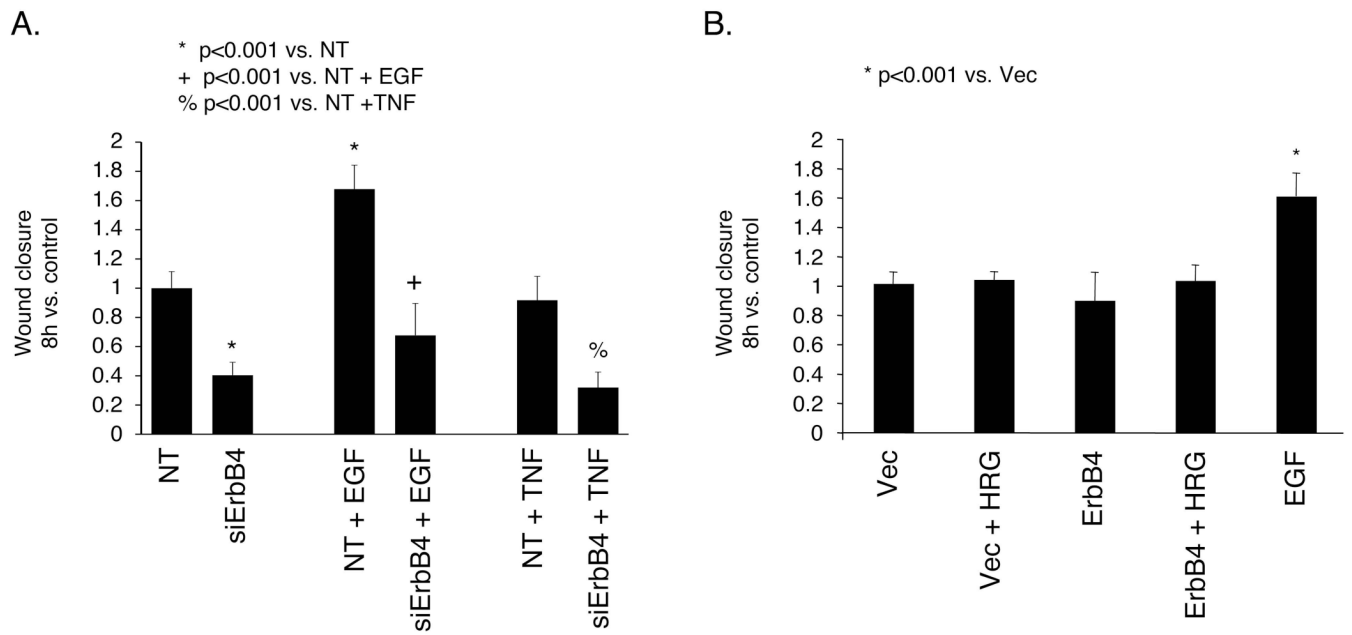 A.
* p<0.001 vs. NT
+ p<0.001 vs. NT + EGF
% p<0.001 vs. NT +TNF
Wound closure
8h vs. control
2
1.8
1.6
1.4
1.2
1
0.8
0.6
0.4
0.2
0
*
*
+
%
NT
siErbB4
NT + EGF
siErbB4 + EGF
NT + TNF
siErbB4 + TNF
B.
* p<0.001 vs. Vec
Wound closure
8h vs. control
2
1.8
1.6
1.4
1.2
1
0.8
0.6
0.4
0.2
0
*
Vec
Vec + HRG
ErbB4
ErbB4 + HRG
EGF